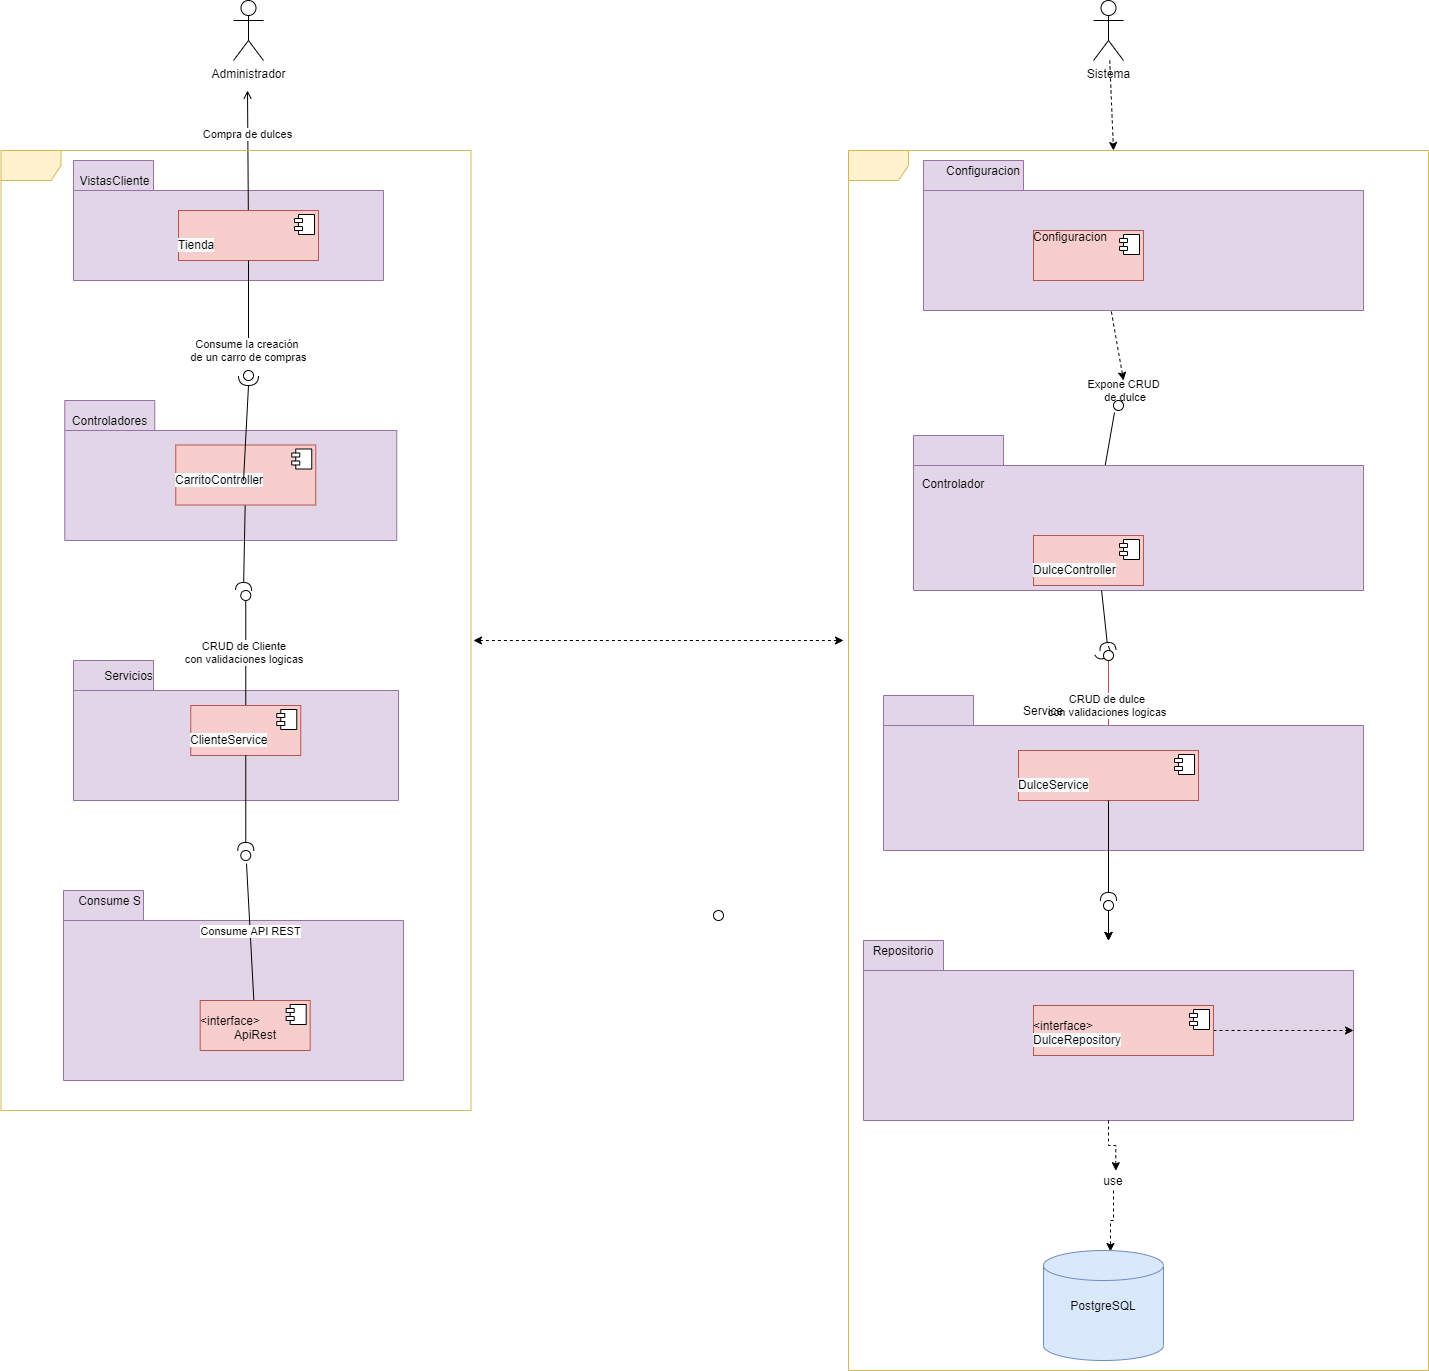 Administrador
Compra de dulces
VistasCliente
Tienda
Consume la creación
de un carro de compras
Controladores
CarritoController
CRUD de Cliente
con validaciones logicas
Servicios
ClienteService
Consume S
Consume API REST
<interface>
ApiRest
Sistema
Configuracion
Configuracion
Expone CRUD
de dulce
Controlador
DulceController
CRUD de dulce
con validaciones logicas
Service
DulceService
Repositorio
<interface>
DulceRepository
use
PostgreSQL